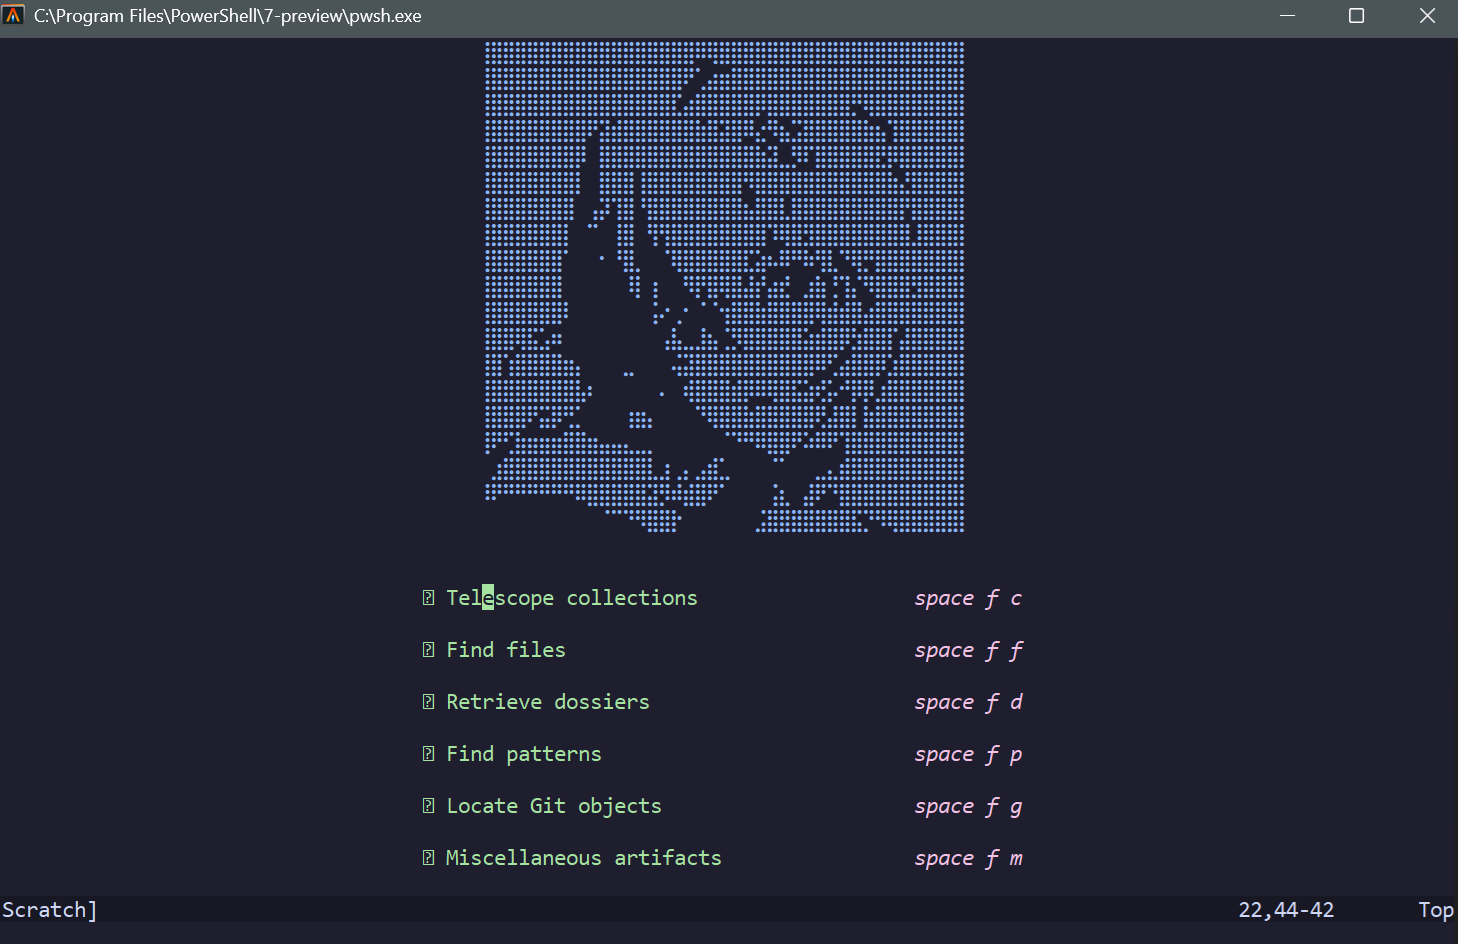 C:\Program Files\PowerShell\7-preview\pwsh.exe
Telescope collections space f c
Find files space f f
Retrieve dossiers space f d
Find patterns space f p
Locate Git objects space f g
Miscellaneous artifacts space f m
Scratch] 22,44-42 Top